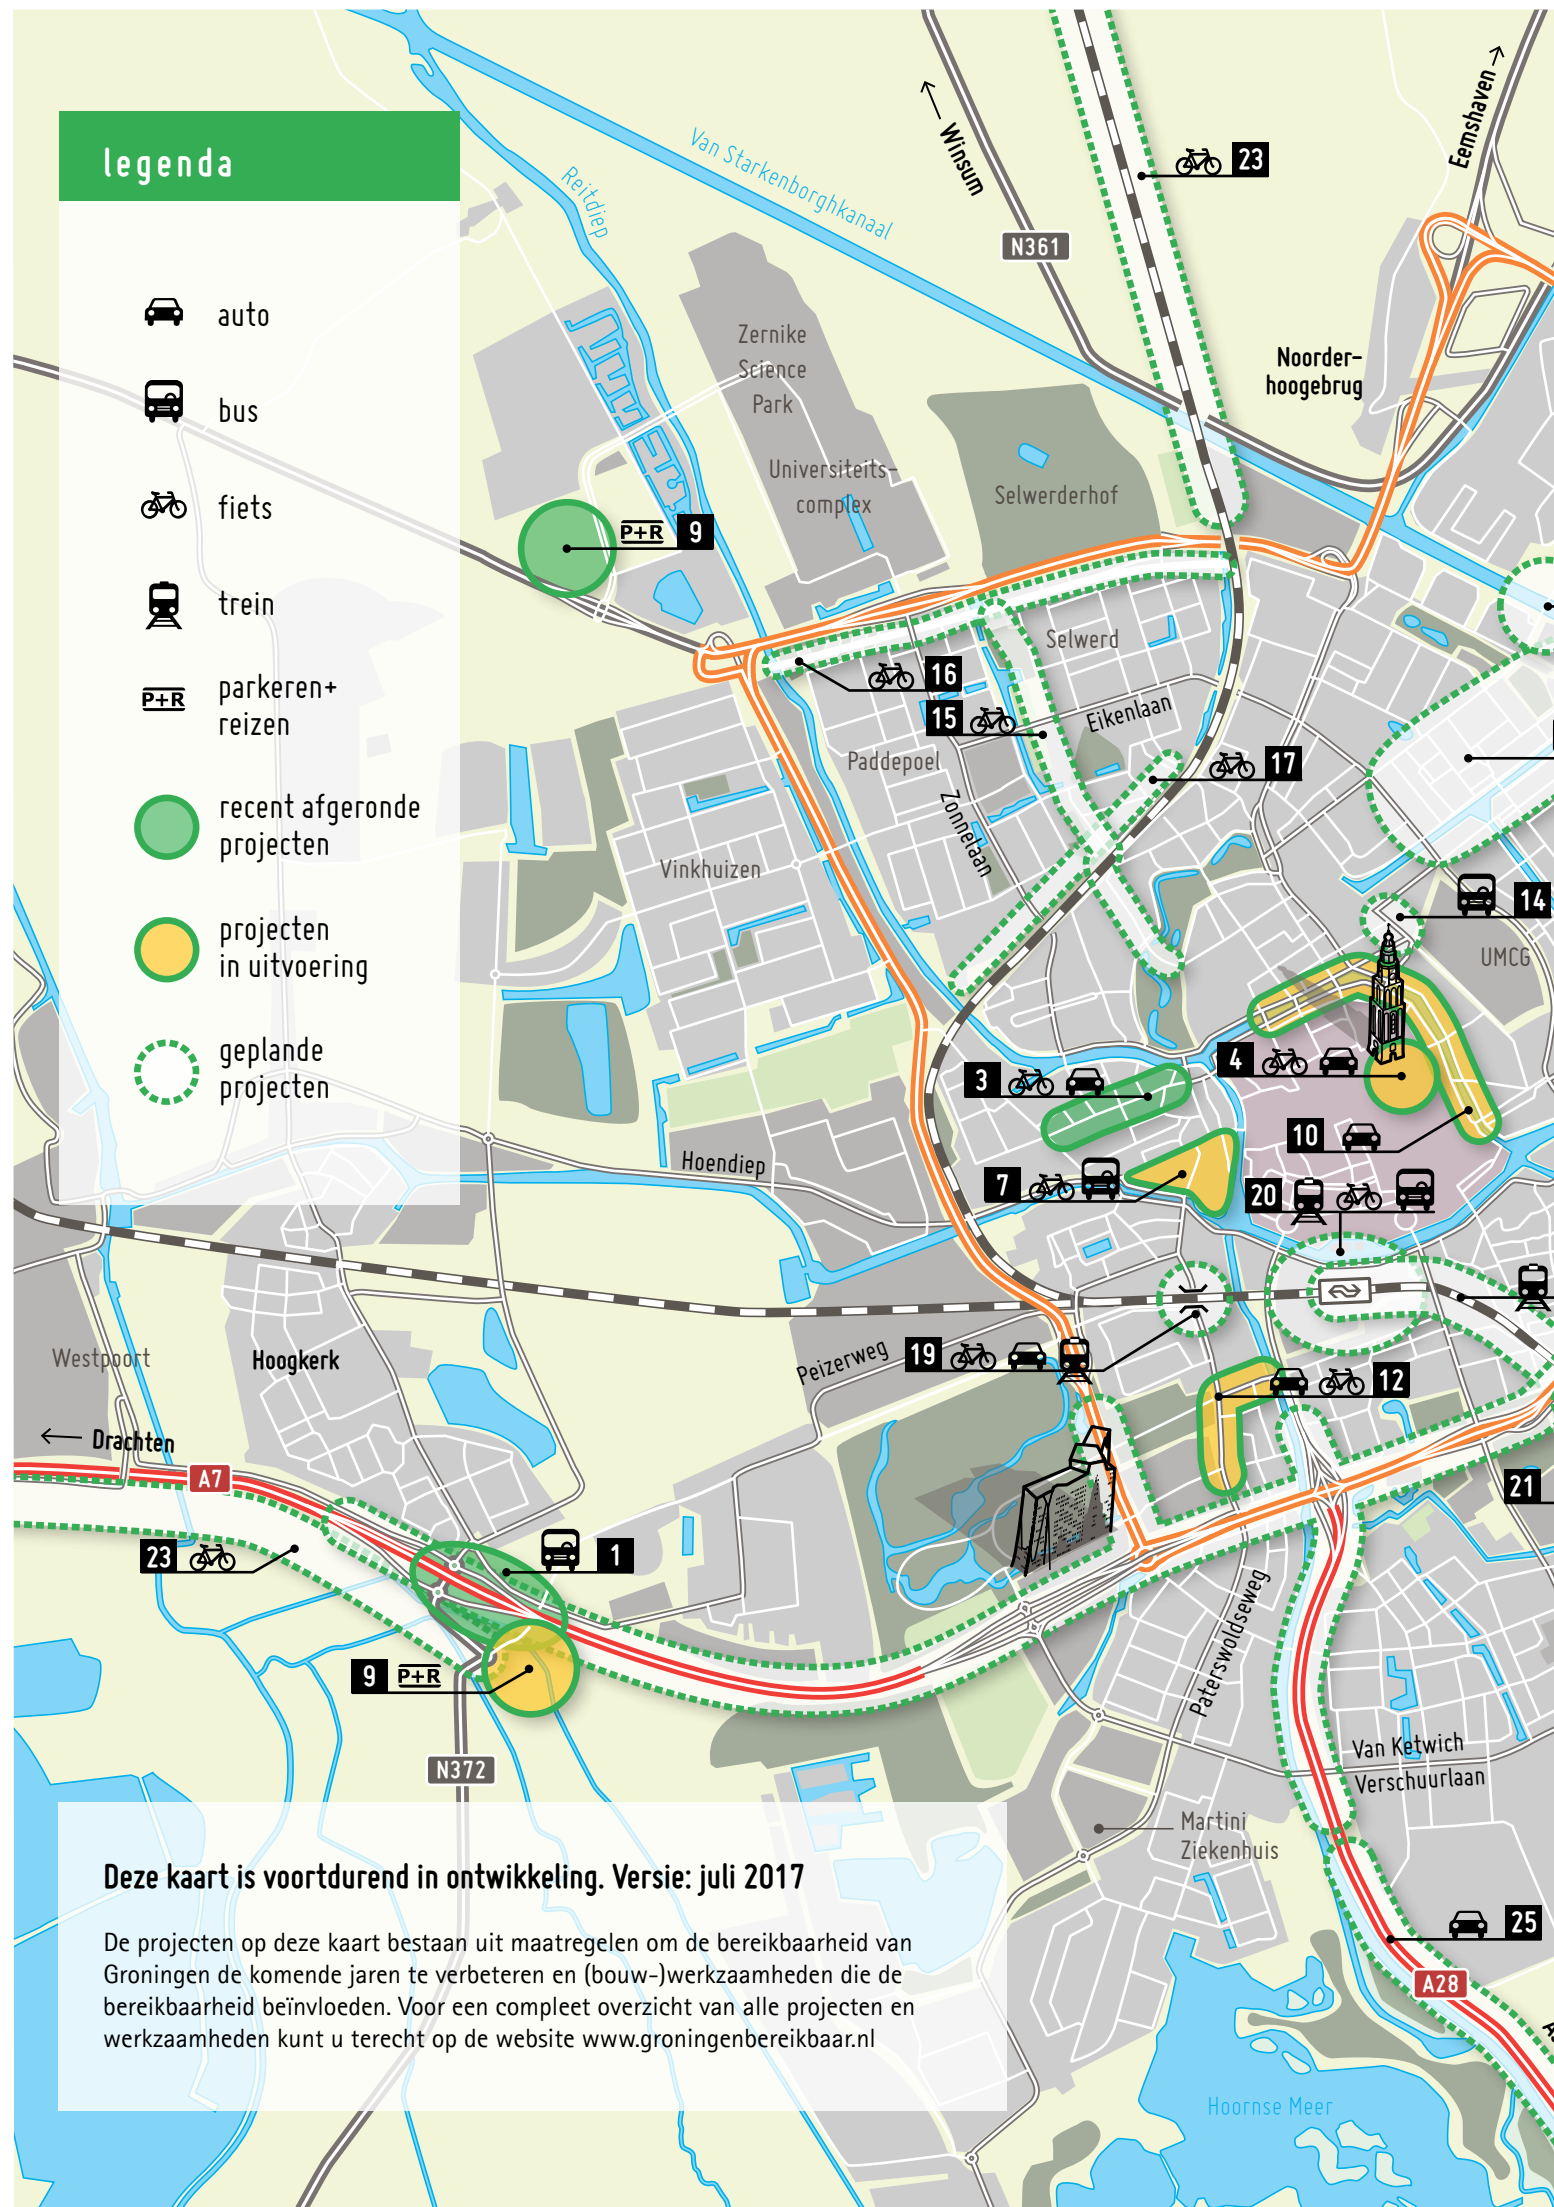 legenda
auto
bus
fiets
trein
P+R
parkeren+
reizen
recent afgeronde
projecten
projecten
in uitvoering
geplande
projecten
Reitdiep
Van Starkenborghkanaal
Winsum
N361
23
Eemshaven
Noorder-
hoogebrug
Zernike
Science
Park
Universiteits-
complex
Selwerderhof
P+R 9
Selwerd
16
15
Eikenlaan
Paddepoel
17
Zonnelaan
Vinkhuizen
14
UMCG
3
4
10
Hoendiep
7
20
Peizerweg
19
12
Westpoort
Hoogkerk
Drachten
A7
21
23
1
9 P+R
Paterswoldseweg
N372
Van Ketwich
Verschuurlaan
Martini
Ziekenhuis
25
A28
Hoornse Meer
Deze kaart is voortdurend in ontwikkeling. Versie: juli 2017
De projecten op deze kaart bestaan uit maatregelen om de bereikbaarheid van
Groningen de komende jaren te verbeteren en (bouw-)werkzaamheden die de
bereikbaarheid beïnvloeden. Voor een compleet overzicht van alle projecten en
werkzaamheden kunt u terecht op de website www.groningenbereikbaar.nl